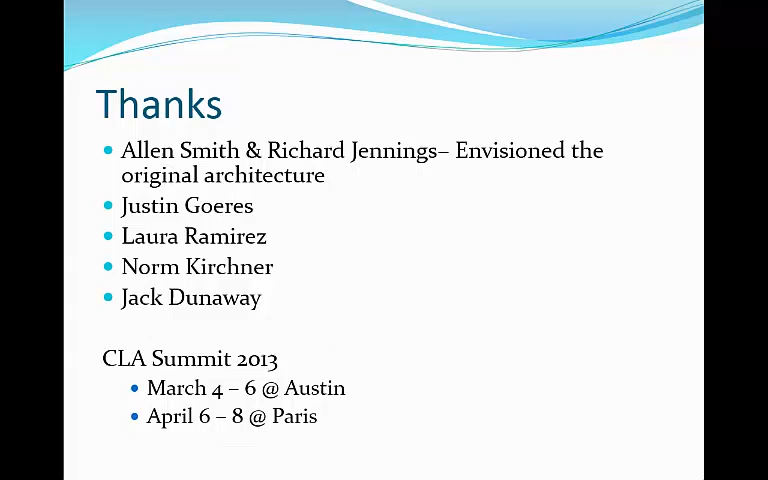 Thanks
Allen Smith & Richard Jennings– Envisioned the
original architecture
Justin Goeres
Laura Ramirez
Norm Kirchner
Jack Dunaway
CLA Summit 2013
March 4 – 6 @ Austin
April 6 – 8 @ Paris